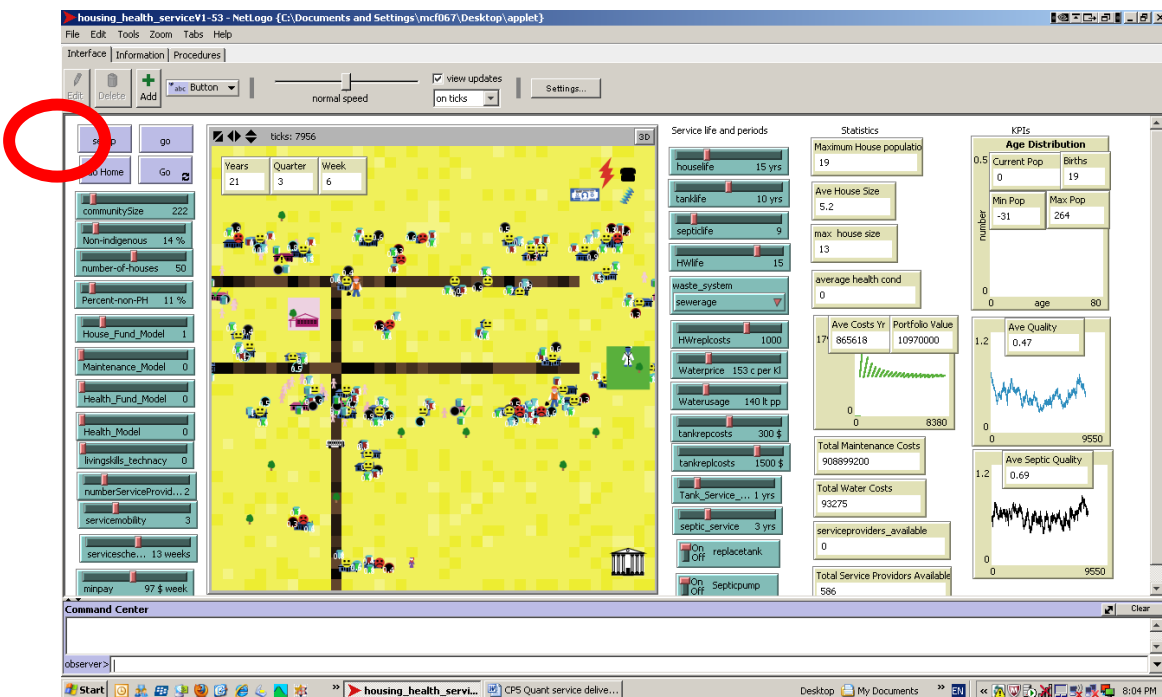 housing_health_serviceV1-53 - NetLogo {C:\Documents and Settings\mcf067\Desktop\applet}
File Edit Tools Zoom Tabs Help
Interface Information Procedures
Edit Delete Add abc Button normal speed view updates on ticks Settings...
setup go
Go Home Go
communitySize 222
Non-indigenous 14 %
number-of-houses 50
Percent-non-PH 11 %
House_Fund_Model 1
Maintenance_Model 0
Health_Fund_Model 0
Health_Model 0
livingskills_technacy 0
numberServiceProvid... 2
servicemobility 3
servicesche... 13 weeks
minpay 97 $ week
ticks: 7956 3D
Years Quarter Week
21 3 6
Service life and periods
houselife 15 yrs
tanklife 10 yrs
septiclife 9
HWlife 15
waste_system
sewerage
HWreplcosts 1000
Waterprice 153 c per Kl
Waterusage 140 lt pp
tankrepcosts 300 $
tankreplcosts 1500 $
Tank_Service_... 1 yrs
septic_service 3 yrs
On
Off replacetank
On
Off Septicpump
Statistics
Maximum House populatio
19
Ave House Size
5.2
max house size
13
average health cond
0
Ave Costs Yr Portfolio Value
865618 10970000
0
0 8380
Total Maintenance Costs
908899200
Total Water Costs
93275
serviceproviders_available
0
Total Service Providors Available
586
KPIs
Age Distribution
0.5 Current Pop Births
0 19
Min Pop Max Pop
-31 264
number
0
0 age 80
Ave Quality
1.2 0.47
0
0 9550
Ave Septic Quality
1.2 0.69
0
0 9550
Command Center Clear
observer>
Start housing_health_servi... CP5 Quant service delive... Desktop My Documents EN 8:04 PM